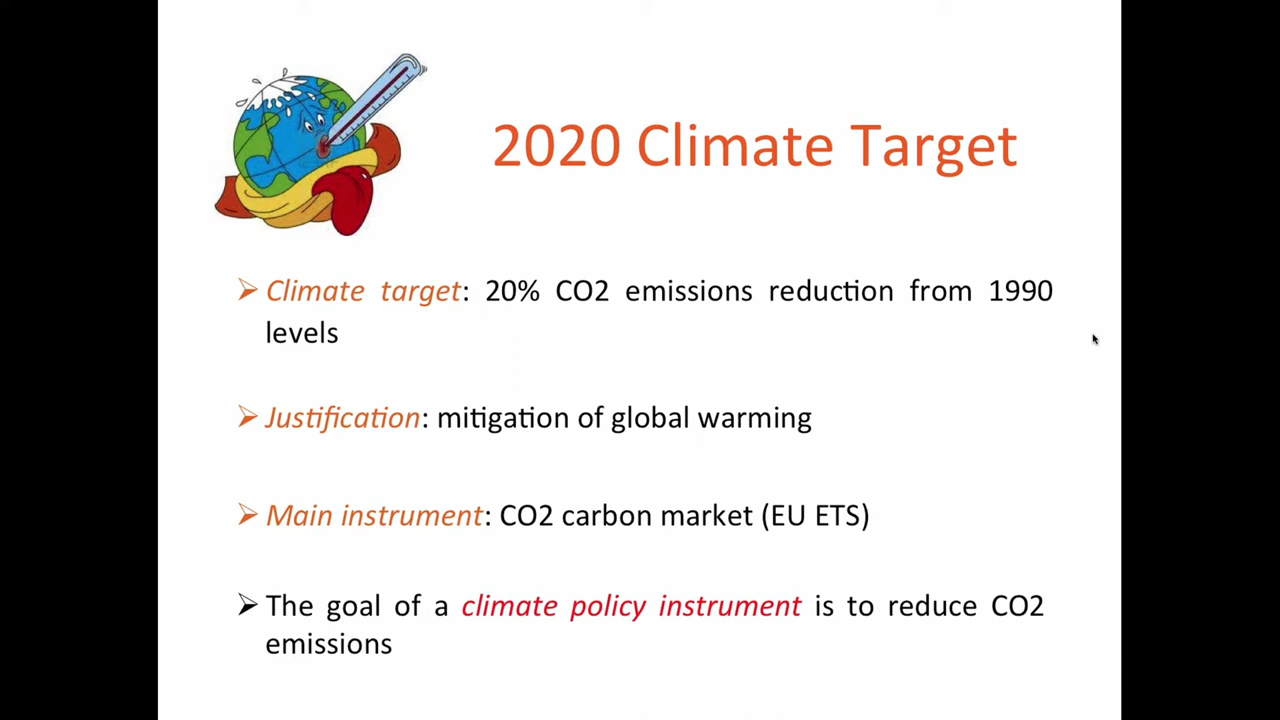 2020 Climate Target
➢ Climate target: 20% CO2 emissions reduction from 1990
levels
➢ Justification: mitigation of global warming
➢ Main instrument: CO2 carbon market (EU ETS)
➢ The goal of a climate policy instrument is to reduce CO2
emissions